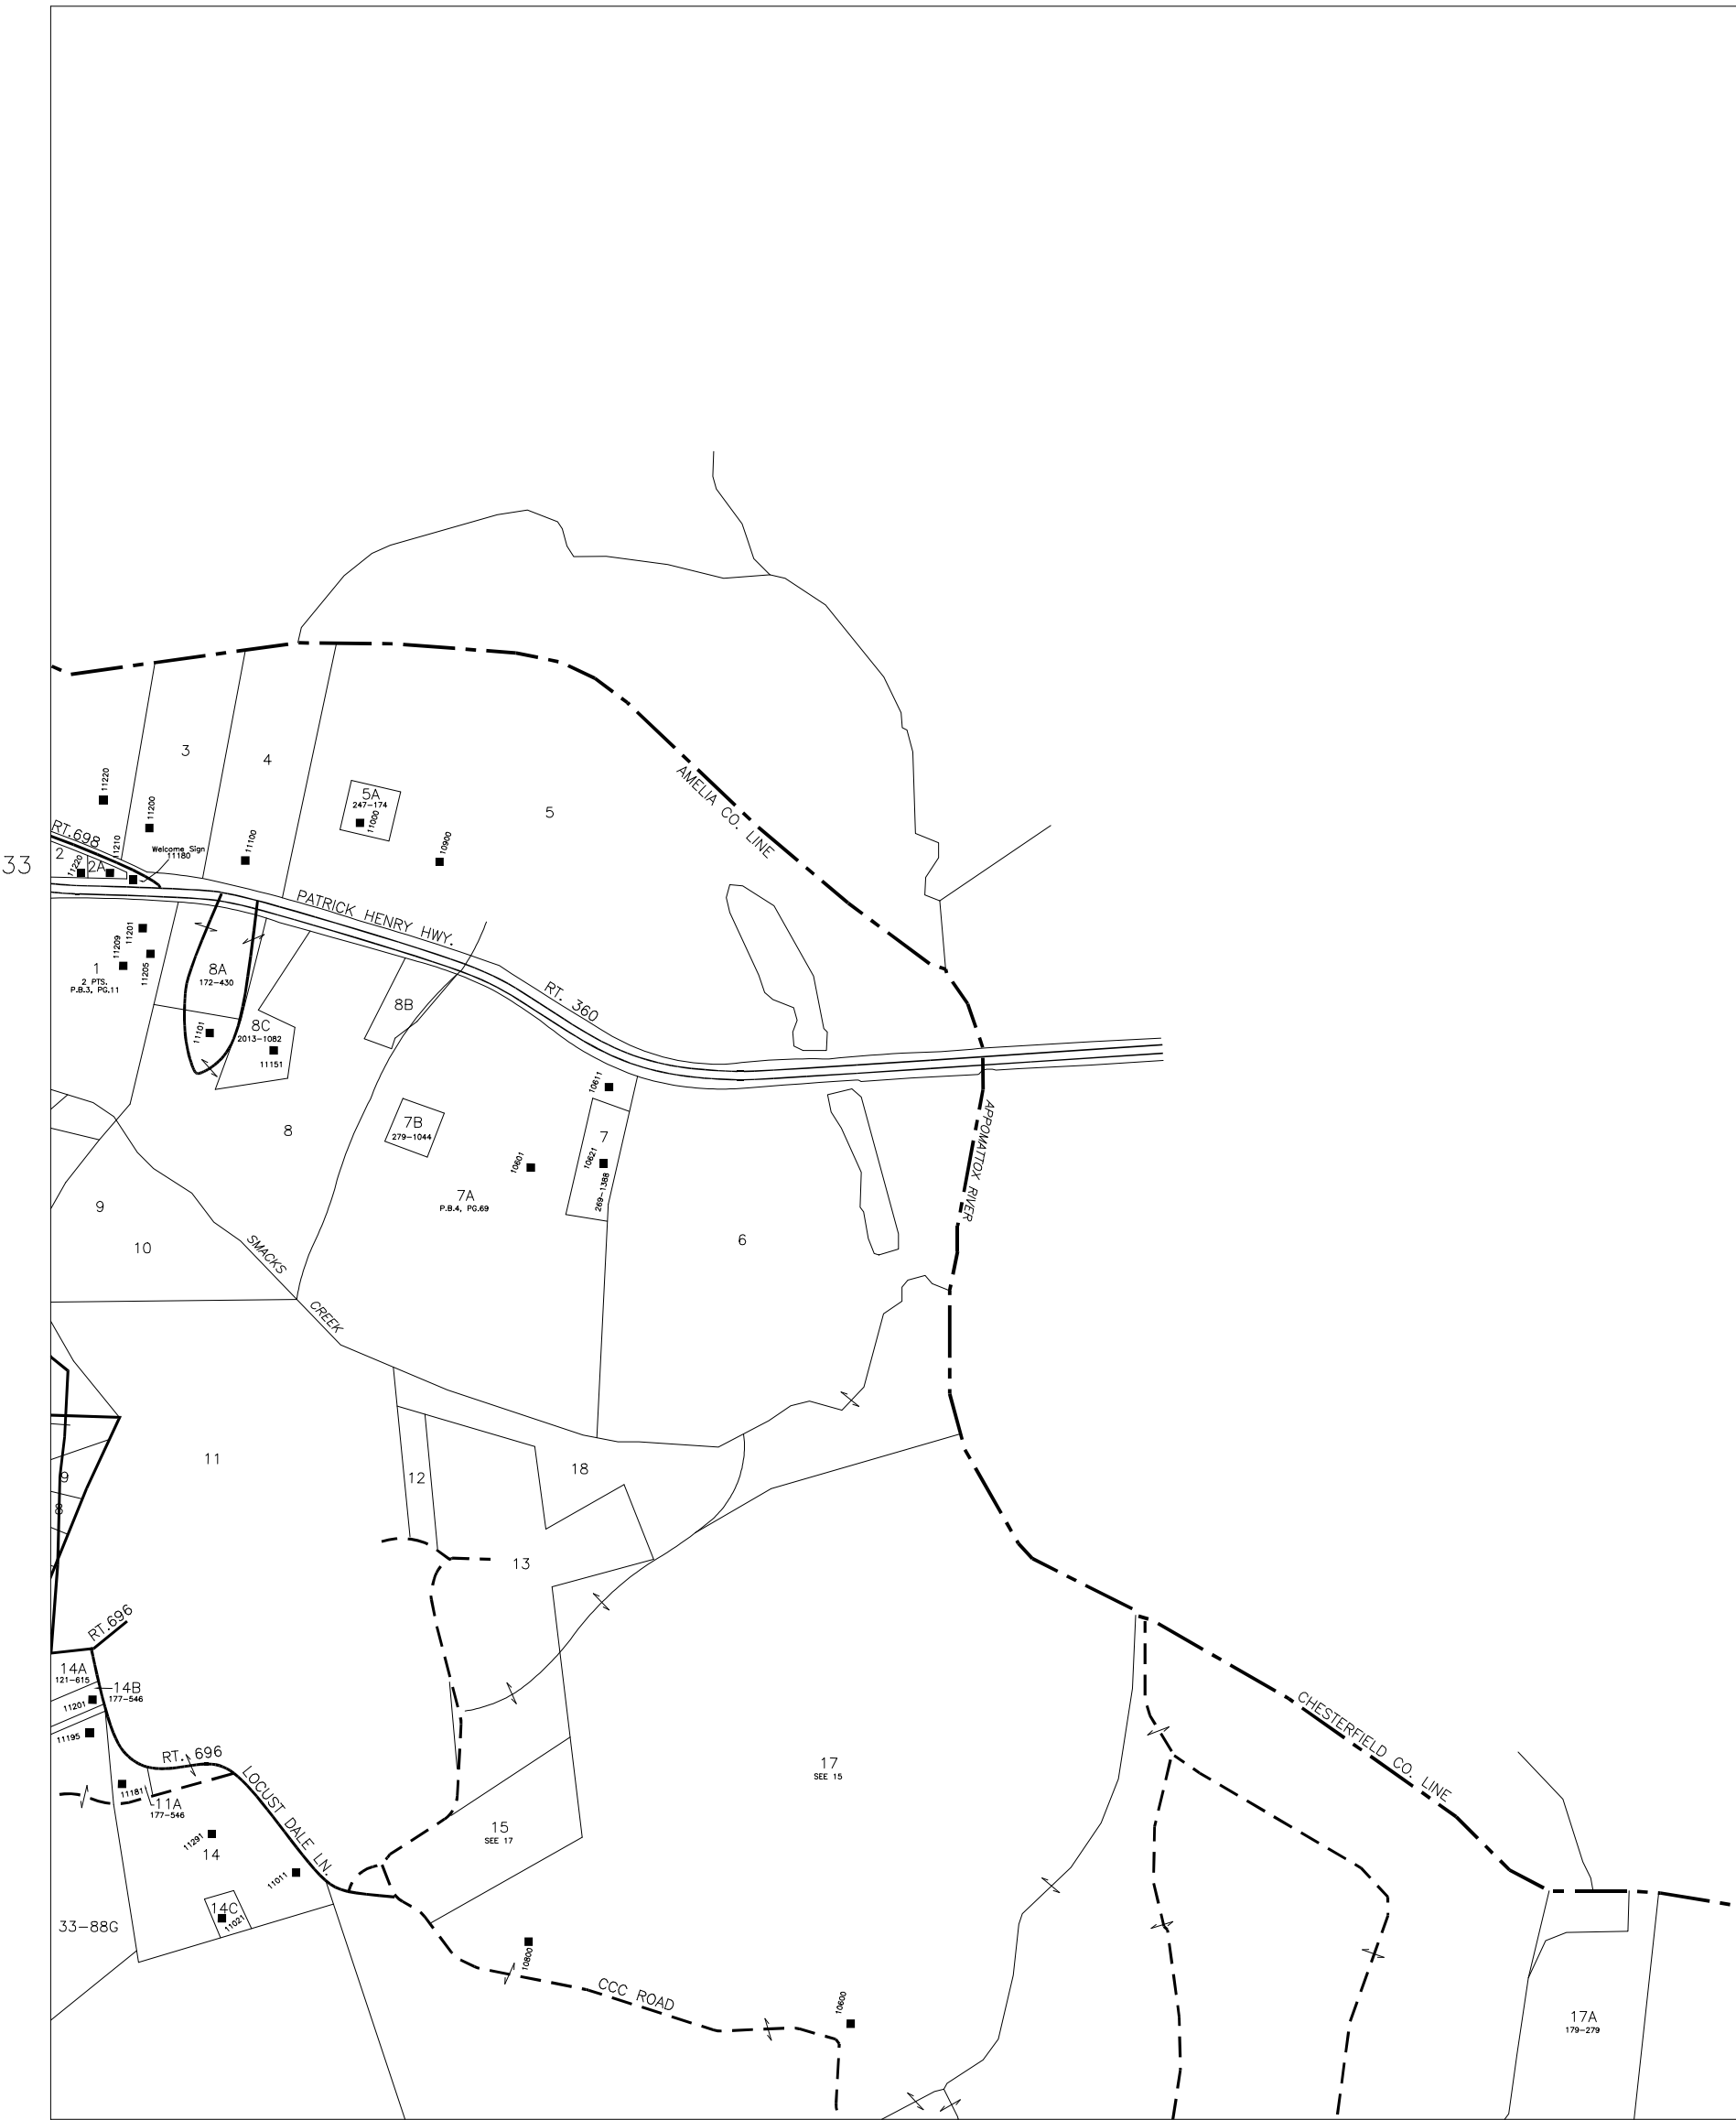 3
4
5A
247-174
11000
5
10900
11220
11200
11100
AMELIA CO. LINE
RT.698
11210
Welcome Sign
11180
2
11220
2A
33
PATRICK HENRY HWY.
RT. 360
11201
11209
11205
1
2 PTS.
P.B.3, PG.11
8A
172-430
8B
11101
8C
2013-1082
11151
10611
7B
279-1044
8
7
10621
269-1388
10601
7A
P.B.4, PG.69
APPOMATTOX RIVER
9
10
SMACKS
CREEK
6
11
9
8
12
18
13
RT.696
14A
121-615
14B
177-546
11201
11195
RT. 696
11181
11A
177-546
LOCUST DALE LN.
11291
14
11011
14C
11021
33-88G
15
SEE 17
17
SEE 15
CHESTERFIELD CO. LINE
10800
CCC ROAD
10600
17A
179-279